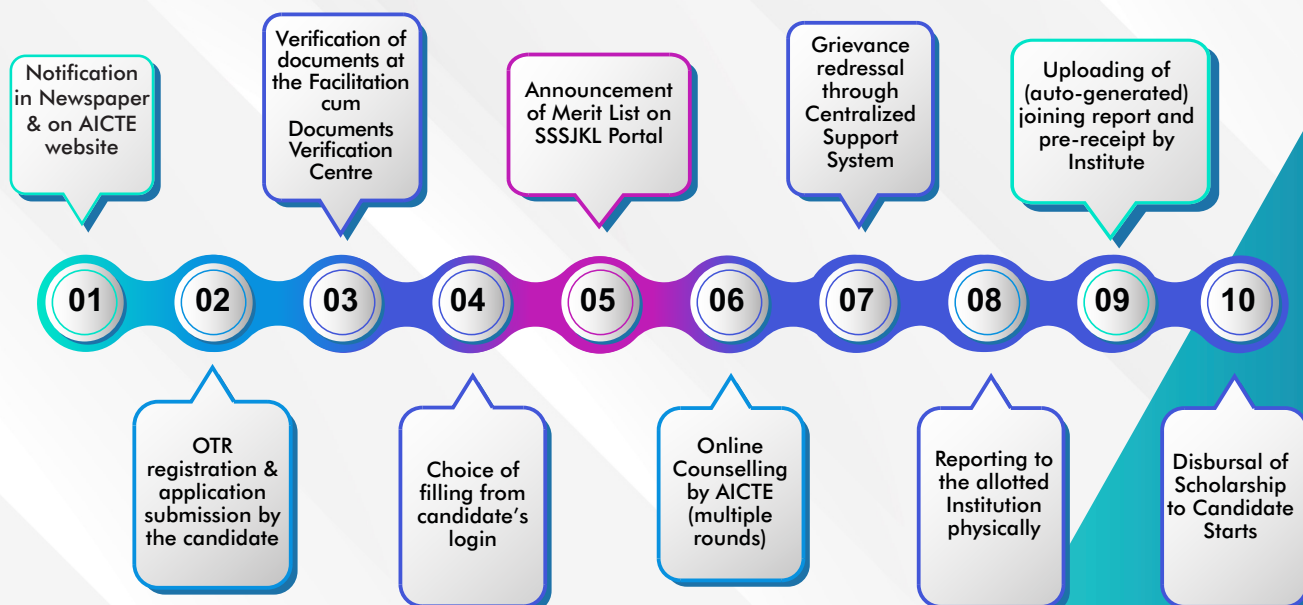 Notification
in Newspaper
& on AICTE
website
01
OTR
registration &
application
submission by
the candidate
02
Verification of
documents at
the Facilitation
cum
Documents
Verification
Centre
03
Choice of
filling from
candidate's
login
04
Announcement
of Merit List on
SSSJKL Portal
05
Online
Counselling
by AICTE
(multiple
rounds)
06
Grievance
redressal
through
Centralized
Support
System
07
Reporting to
the allotted
Institution
physically
08
Uploading of
(auto-generated)
joining report and
pre-receipt by
Institute
09
Disbursal of
Scholarship
to Candidate
Starts
10